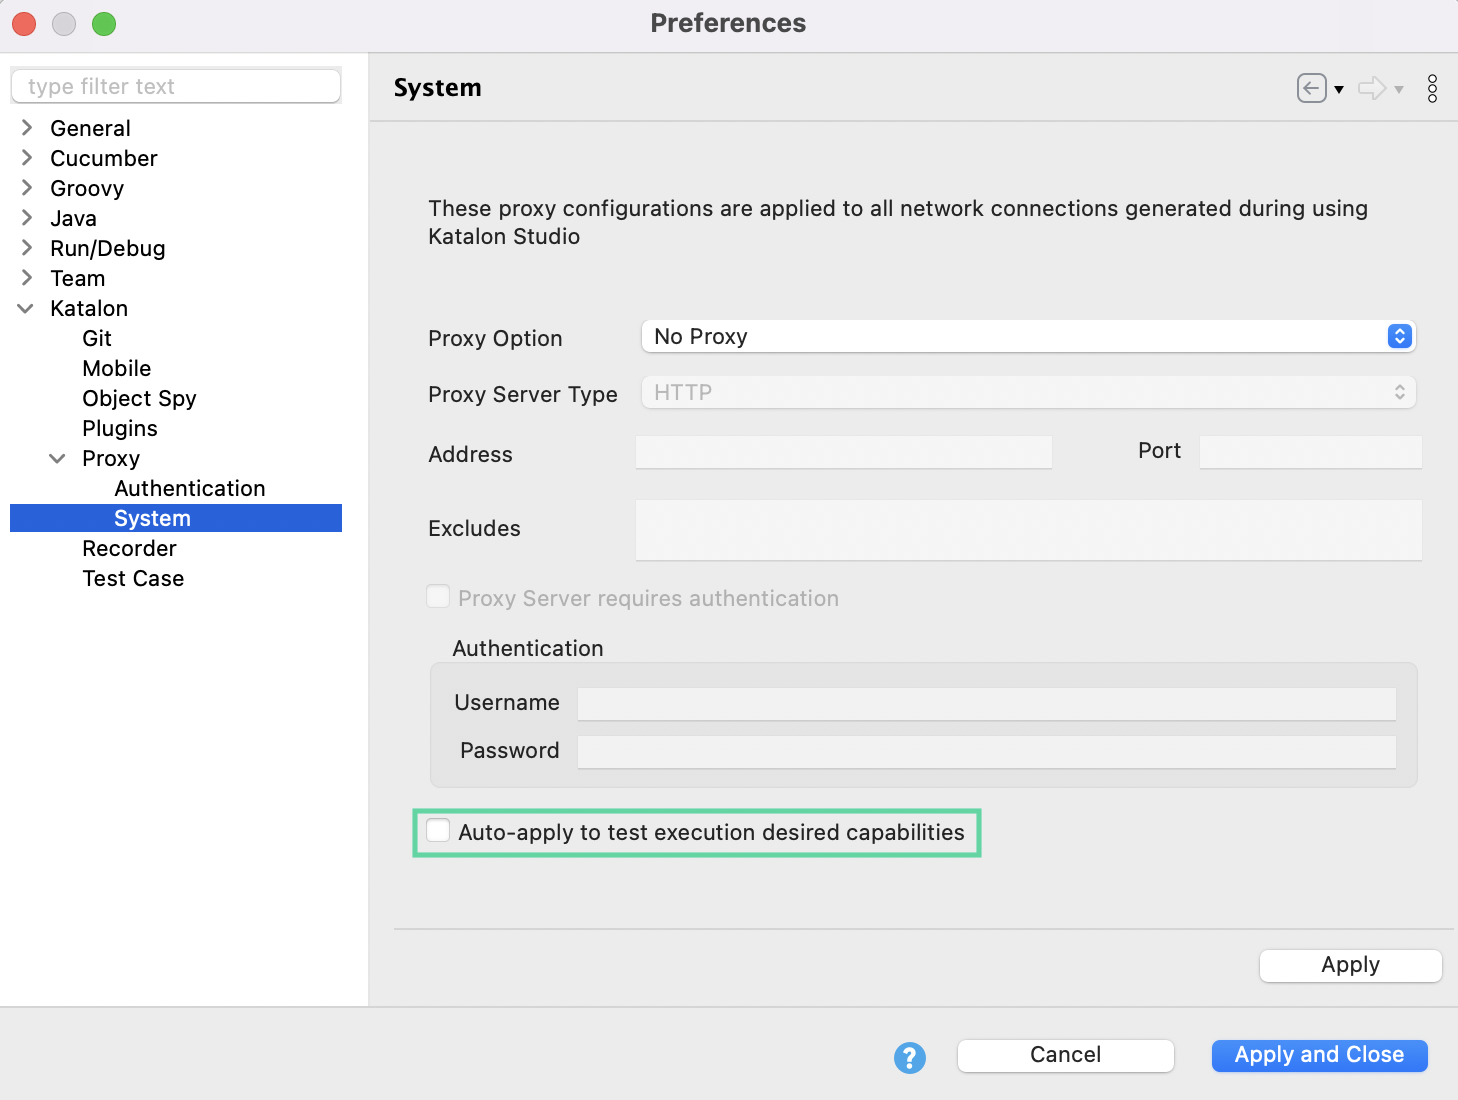 Preferences
type filter text
General
Cucumber
Groovy
Java
Run/Debug
Team
Katalon
Git
Mobile
Object Spy
Plugins
Proxy
Authentication
System
Recorder
Test Case
System
These proxy configurations are applied to all network connections generated during using
Katalon Studio
Proxy Option
No Proxy
Proxy Server Type
HTTP
Address
Port
Excludes
Proxy Server requires authentication
Authentication
Username
Password
Auto-apply to test execution desired capabilities
Apply
?
Cancel
Apply and Close